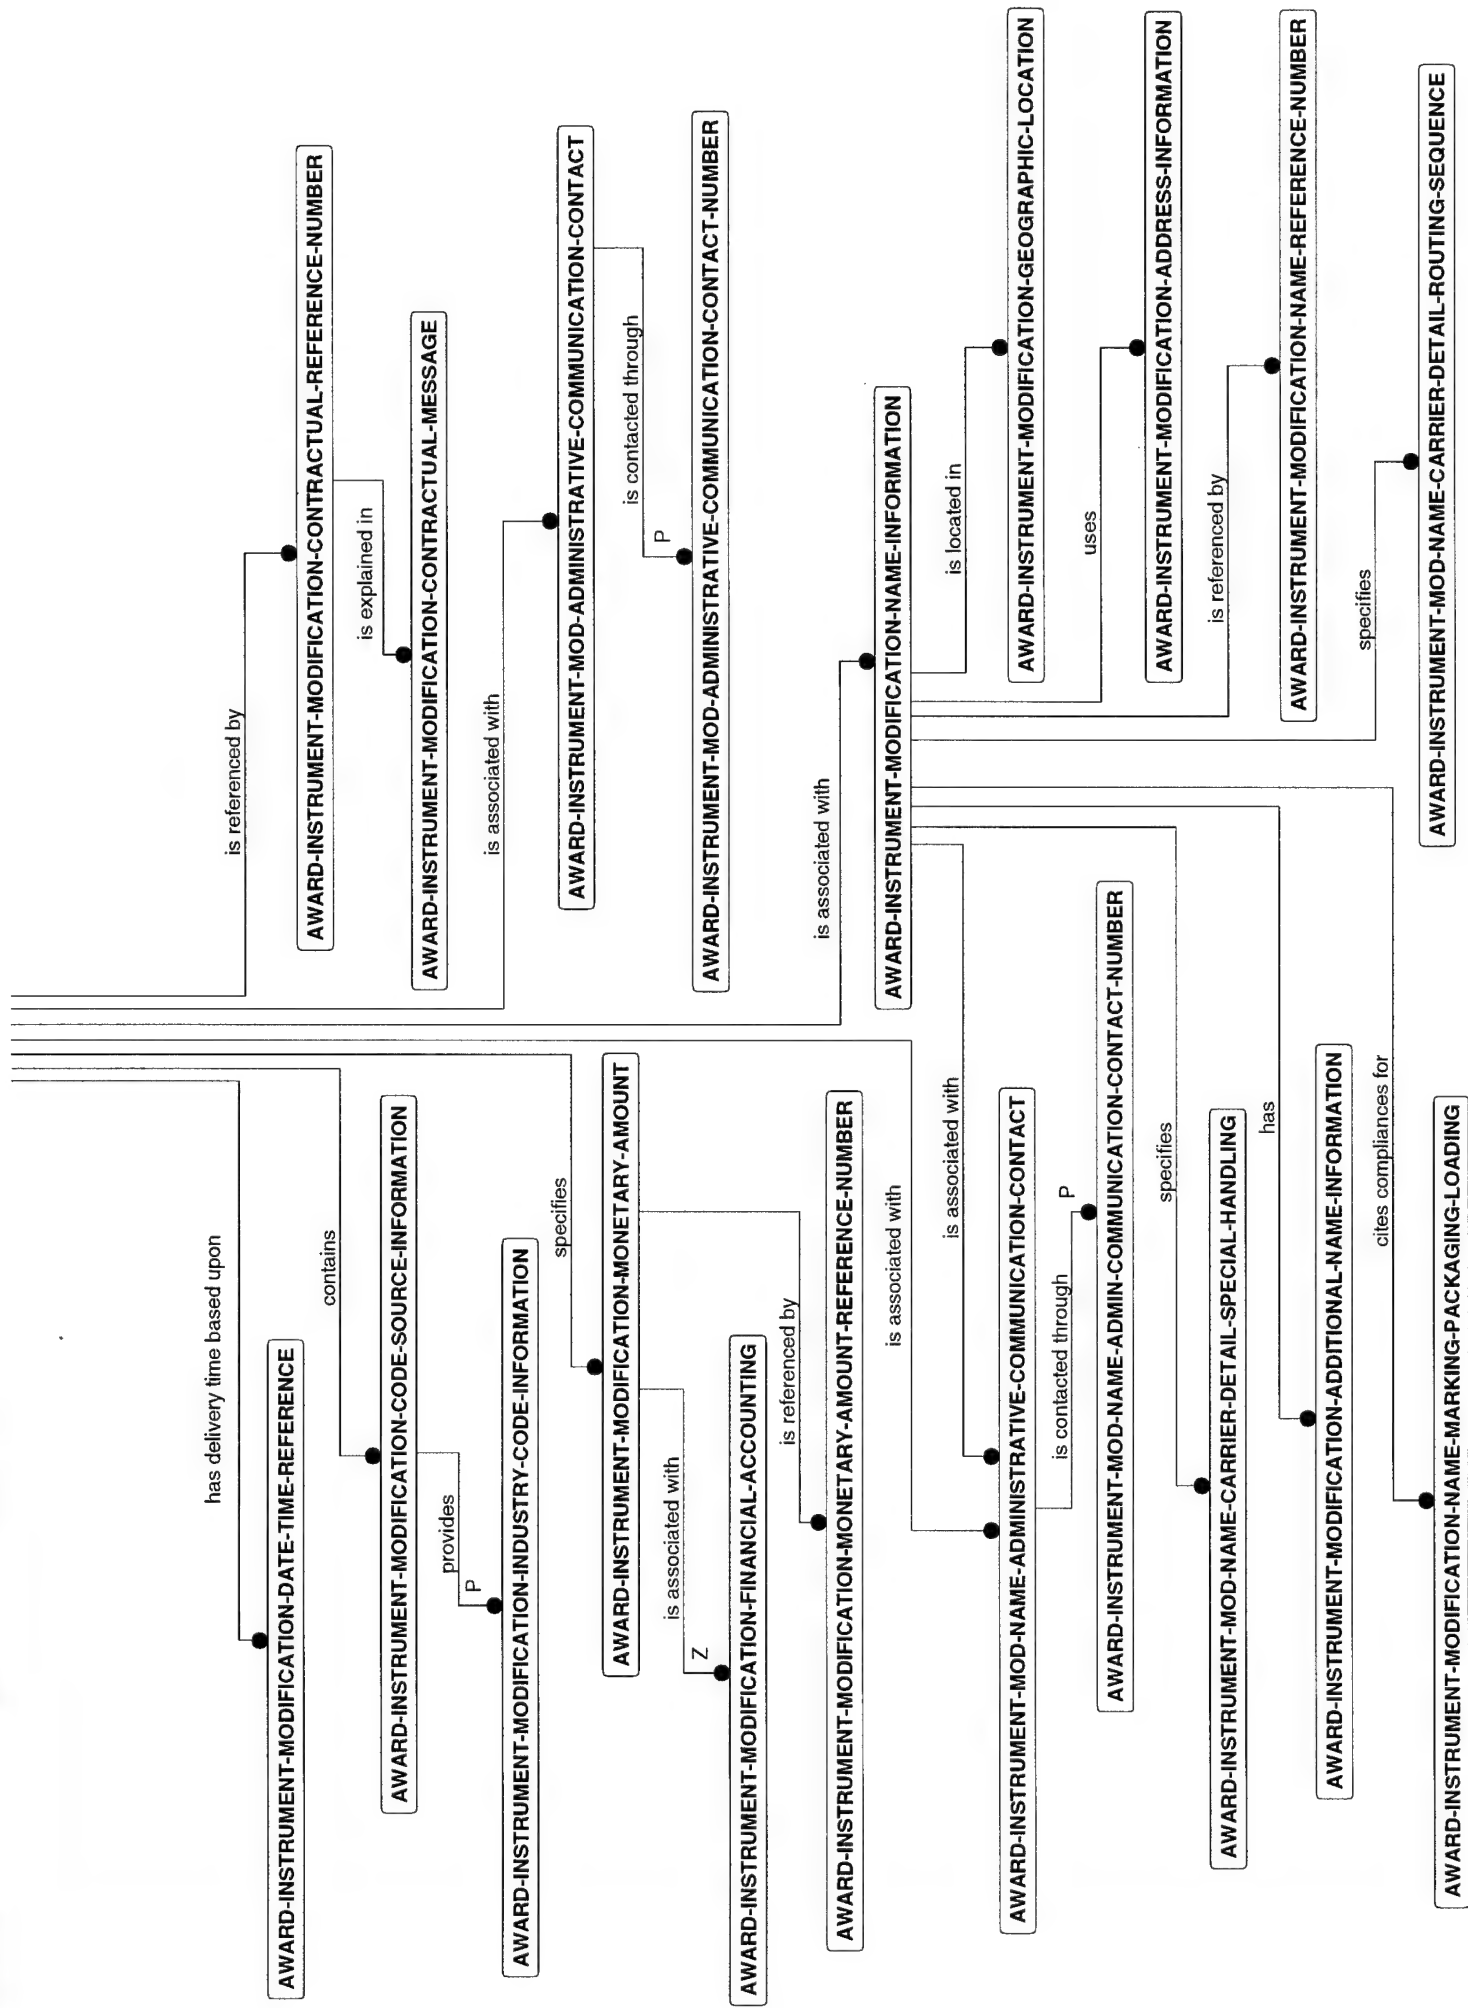 is referenced by
AWARD-INSTRUMENT-MODIFICATION-CONTRACTUAL-REFERENCE-NUMBER
is explained in
AWARD-INSTRUMENT-MODIFICATION-CONTRACTUAL-MESSAGE
is associated with
AWARD-INSTRUMENT-MOD-ADMINISTRATIVE-COMMUNICATION-CONTACT
is contacted through
P
AWARD-INSTRUMENT-MOD-ADMINISTRATIVE-COMMUNICATION-CONTACT-NUMBER
is associated with
AWARD-INSTRUMENT-MODIFICATION-NAME-INFORMATION
is located in
AWARD-INSTRUMENT-MODIFICATION-GEOGRAPHIC-LOCATION
uses
AWARD-INSTRUMENT-MODIFICATION-ADDRESS-INFORMATION
is referenced by
AWARD-INSTRUMENT-MODIFICATION-NAME-REFERENCE-NUMBER
specifies
AWARD-INSTRUMENT-MOD-NAME-CARRIER-DETAIL-ROUTING-SEQUENCE
has delivery time based upon
AWARD-INSTRUMENT-MODIFICATION-DATE-TIME-REFERENCE
contains
AWARD-INSTRUMENT-MODIFICATION-CODE-SOURCE-INFORMATION
provides
P
AWARD-INSTRUMENT-MODIFICATION-INDUSTRY-CODE-INFORMATION
specifies
AWARD-INSTRUMENT-MODIFICATION-MONETARY-AMOUNT
is associated with
Z
AWARD-INSTRUMENT-MODIFICATION-FINANCIAL-ACCOUNTING
is referenced by
AWARD-INSTRUMENT-MODIFICATION-MONETARY-AMOUNT-REFERENCE-NUMBER
is associated with
is associated with
AWARD-INSTRUMENT-MOD-NAME-ADMINISTRATIVE-COMMUNICATION-CONTACT
is contacted through
P
AWARD-INSTRUMENT-MOD-NAME-ADMIN-COMMUNICATION-CONTACT-NUMBER
specifies
AWARD-INSTRUMENT-MOD-NAME-CARRIER-DETAIL-SPECIAL-HANDLING
has
AWARD-INSTRUMENT-MODIFICATION-ADDITIONAL-NAME-INFORMATION
cites compliances for
AWARD-INSTRUMENT-MODIFICATION-NAME-MARKING-PACKAGING-LOADING